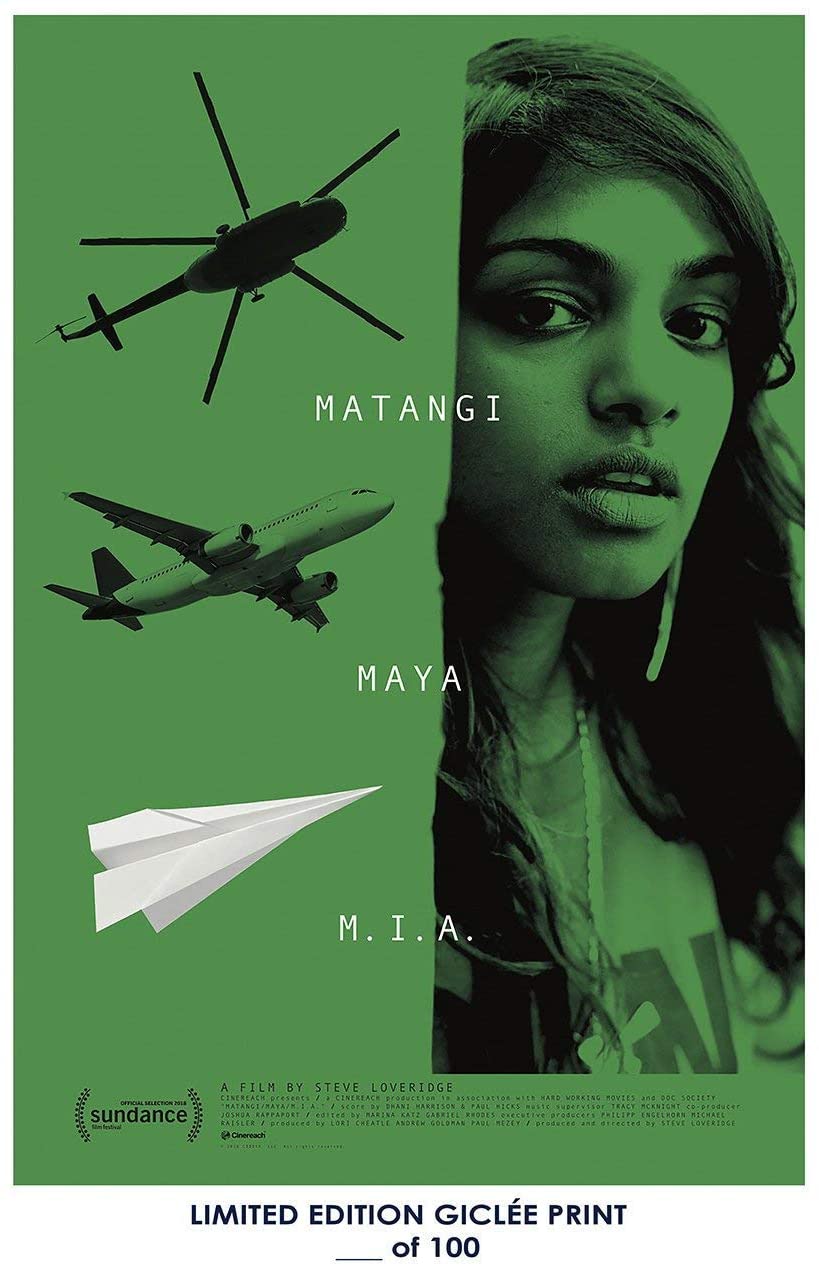 MATANGI
MAYA
M.I.A.
OFFICIAL SELECTION 2018
sundance
film festival
A FILM BY STEVE LOVERIDGE
CINEREACH presents / a CINEREACH production in association with HARD WORKING MOVIES and DOC SOCIETY
"MATANGI/MAYA/M.I.A." / score by DHANI HARRISON & PAUL HICKS music supervisor TRACY MCKNIGHT co-producer
JOSHUA RAPPAPORT / edited by MARINA KATZ GABRIEL RHODES executive producers PHILIPP ENGELHORN MICHAEL
RAISLER / produced by LORI CHEATLE ANDREW GOLDMAN PAUL MEZEY / produced and directed by STEVE LOVERIDGE
Cinereach
All rights reserved.
N
LIMITED EDITION GICLÉE PRINT
___ of 100